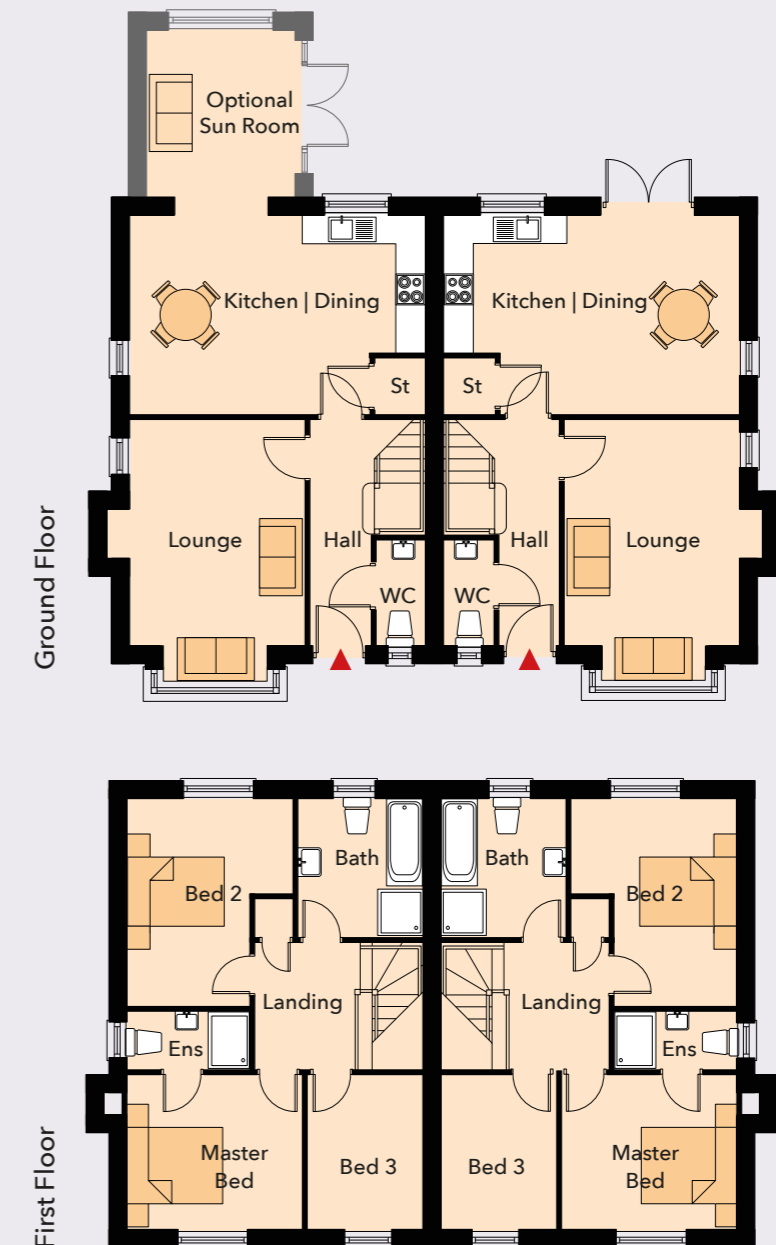 Optional
Sun Room
Kitchen | Dining
Kitchen | Dining
St
St
Lounge
Hall
Hall
Lounge
WC
WC
Ground Floor
Bed 2
Bath
Bath
Bed 2
Landing
Landing
Ens
Ens
Master
Bed
Bed 3
Bed 3
Master
Bed
First Floor